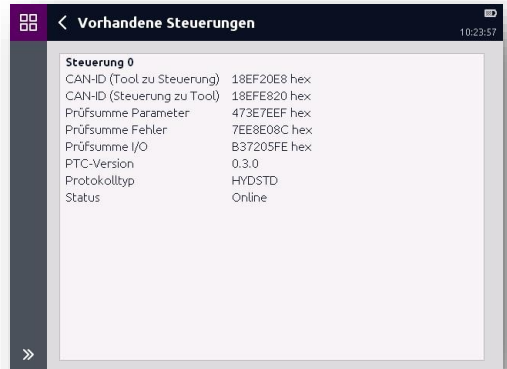 Vorhandene Steuerungen
10:23:57
Steuerung 0
CAN-ID (Tool zu Steuerung) 18EF20E8 hex
CAN-ID (Steuerung zu Tool) 18EFE820 hex
Prüfsumme Parameter 473E7EEF hex
Prüfsumme Fehler 7EE8E08C hex
Prüfsumme I/O B37205FE hex
PTC-Version 0.3.0
Protokolltyp HYDSTD
Status Online